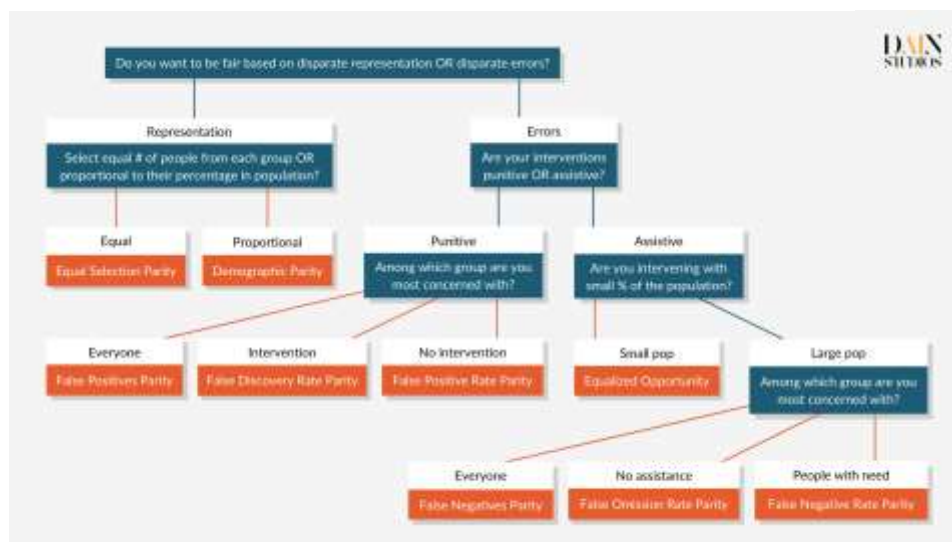 DAIN
STUDIOS
Do you want to be fair based on disparate representation OR disparate errors?
Representation
Select equal # of people from each group OR
proportional to their percentage in population?
Errors
Are your interventions
punitive OR assistive?
Equal
Equal Selection Parity
Proportional
Demographic Parity
Punitive
Among which group are you
most concerned with?
Assistive
Are you intervening with
small % of the population?
Everyone
False Positives Parity
Intervention
False Discovery Rate Parity
No intervention
False Positive Rate Parity
Small pop
Equalized Opportunity
Large pop
Among which group are you
most concerned with?
Everyone
False Negatives Parity
No assistance
False Omission Rate Parity
People with need
False Negative Rate Parity